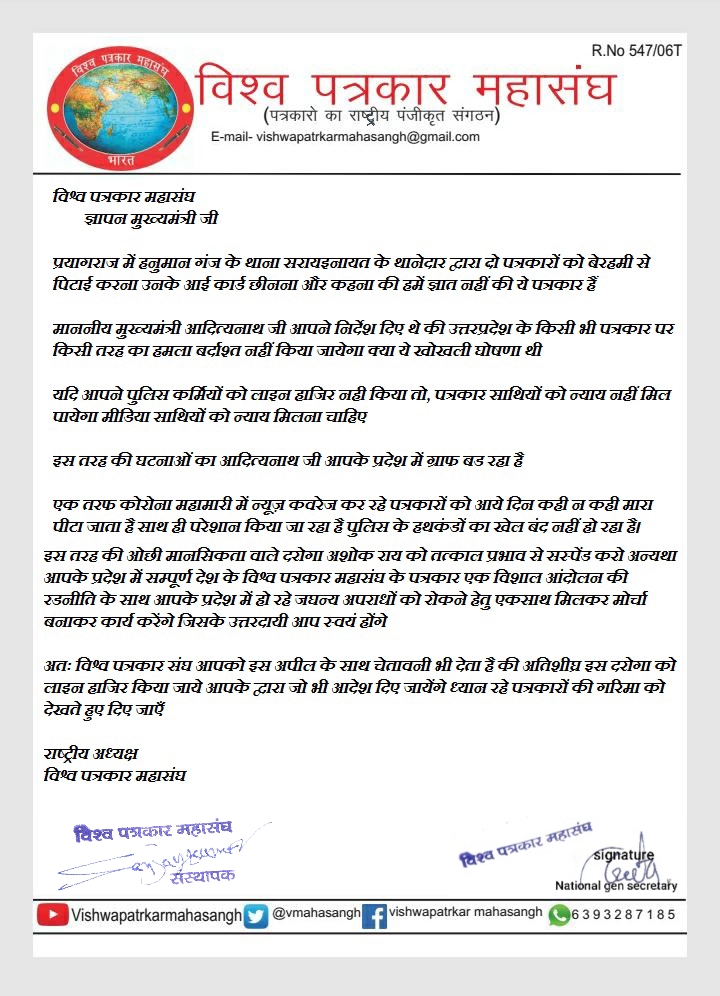 R.No 547/06T
विश्व पत्रकार महासंघ
भारत
विश्व पत्रकार महासंघ
(पत्रकारो का राष्ट्रीय पंजीकृत संगठन)
E-mail- vishwapatrkarmahasangh@gmail.com
विश्व पत्रकार महासंघ
ज्ञापन मुख्यमंत्री जी
प्रयागराज में हनुमान गंज के थाना सरायइनायत के थानेदार द्वारा दो पत्रकारों को बेरहमी से
पिटाई करना उनके आई कार्ड छीनना और कहना की हमें ज्ञात नहीं की ये पत्रकार हैं
माननीय मुख्यमंत्री आदित्यनाथ जी आपने निर्देश दिए थे की उत्तरप्रदेश के किसी भी पत्रकार पर
किसी तरह का हमला बर्दाश्त नहीं किया जायेगा क्या ये खोखली घोषणा थी
यदि आपने पुलिस कर्मियों को लाइन हाजिर नही किया तो, पत्रकार साथियों को न्याय नहीं मिल
पायेगा मीडिया साथियों को न्याय मिलना चाहिए
इस तरह की घटनाओं का आदित्यनाथ जी आपके प्रदेश में ग्राफ बड रहा है
एक तरफ कोरोना महामारी में न्यूज़ कवरेज कर रहे पत्रकारों को आये दिन कही न कही मारा
पीटा जाता है साथ ही परेशान किया जा रहा है पुलिस के हथकंडों का खेल बंद नहीं हो रहा है।
इस तरह की ओछी मानसिकता वाले दरोगा अशोक राय को तत्काल प्रभाव से सस्पेंड करो अन्यथा
आपके प्रदेश में सम्पूर्ण देश के विश्व पत्रकार महासंघ के पत्रकार एक विशाल आंदोलन की
रडनीति के साथ आपके प्रदेश में हो रहे जघन्य अपराधों को रोकने हेतु एकसाथ मिलकर मोर्चा
बनाकर कार्य करेंगे जिसके उत्तरदायी आप स्वयं होंगे
अतः विश्व पत्रकार संघ आपको इस अपील के साथ चेतावनी भी देता है की अतिशीघ्र इस दरोगा को
लाइन हाजिर किया जाये आपके द्वारा जो भी आदेश दिए जायेंगे ध्यान रहे पत्रकारों की गरिमा को
देखते हुए दिए जाएँ
राष्ट्रीय अध्यक्ष
विश्व पत्रकार महासंघ
विश्व पत्रकार महासंघ
संस्थापक
विश्व पत्रकार महासंघ
signature
National gen secretary
Vishwapatrkarmahasangh @vmahasangh vishwapatrkar mahasangh 6393287185